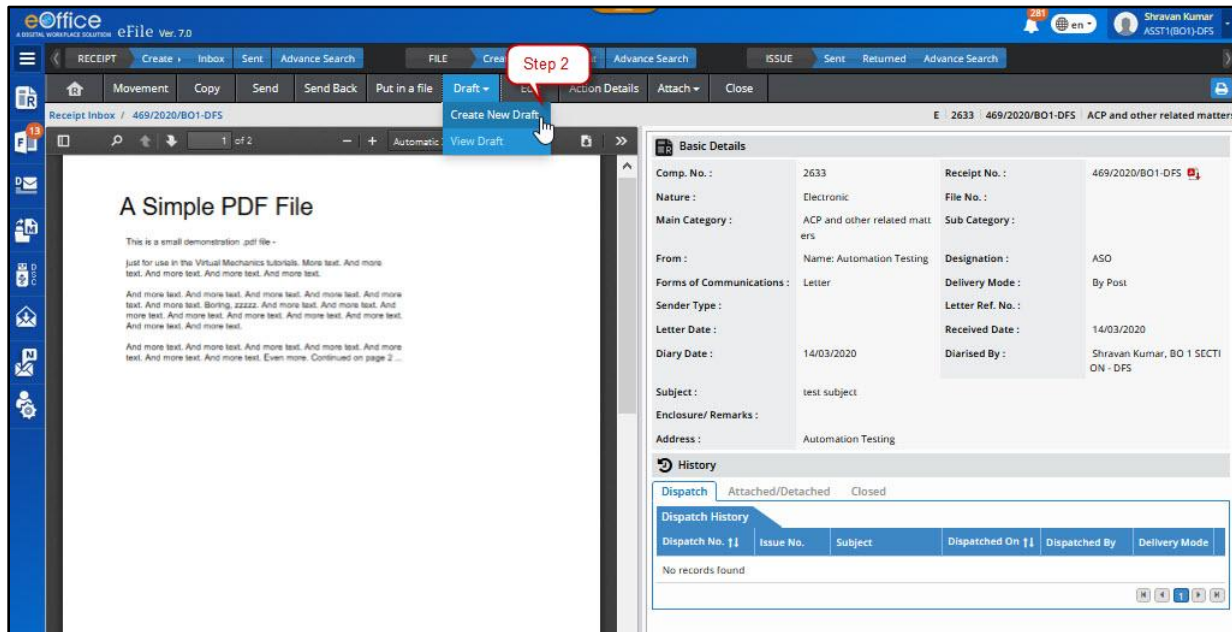 eOffice
A DIGITAL WORKPLACE SOLUTION eFile Ver. 7.0
281
en
Shravan Kumar
ASST1(BO1)-DFS
RECEIPT Create Inbox Sent Advance Search FILE Advance Search ISSUE Sent Returned Advance Search
Step 2
Movement Copy Send Send Back Put in a file Draft Action Details Attach Close
Receipt Inbox / 469/2020/BO1-DFS
Create New Draft
View Draft
E 2633 469/2020/BO1-DFS ACP and other related matters
R
13
F
D
M
DSC
N
1 of 2 Automatic
A Simple PDF File
This is a small demonstration .pdf file -
just for use in the Virtual Mechanics tutorials. More text. And more
text. And more text. And more text. And more text.
And more text. And more text. And more text. And more text. And more
text. And more text. Boring, zzzzz. And more text. And more text. And
more text. And more text. And more text. And more text. And more text.
And more text. And more text.
And more text. And more text. And more text. And more text. And more
text. And more text. And more text. Even more. Continued on page 2 ...
Basic Details
Comp. No. : 2633 Receipt No. : 469/2020/BO1-DFS
Nature : Electronic File No. :
Main Category : ACP and other related matt Sub Category :
ers
From : Name: Automation Testing Designation : ASO
Forms of Communications : Letter Delivery Mode : By Post
Sender Type : Letter Ref. No. :
Letter Date : Received Date : 14/03/2020
Diary Date : 14/03/2020 Diarised By : Shravan Kumar, BO 1 SECTI
ON - DFS
Subject : test subject
Enclosure/ Remarks :
Address : Automation Testing
History
Dispatch Attached/Detached Closed
Dispatch History
Dispatch No. Issue No. Subject Dispatched On Dispatched By Delivery Mode
No records found
1